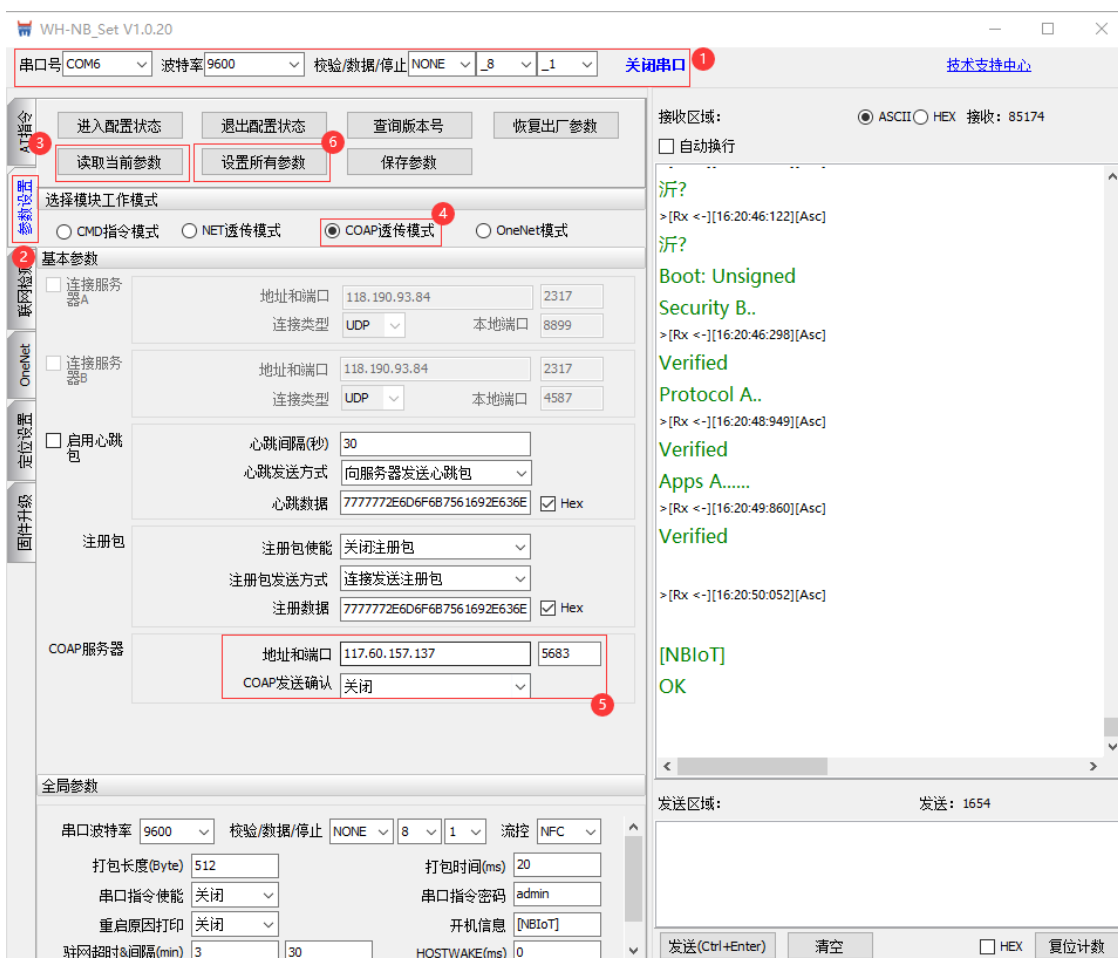 WH-NB_Set V1.0.20
串口号 COM6 波特率 9600 校验/数据/停止 NONE _8 _1 关闭串口 1 技术支持中心
AT指令
参数设置
2
联网检测
OneNet
定位设置
固件升级
进入配置状态 退出配置状态 查询版本号 恢复出厂参数
3 读取当前参数 设置所有参数 6 保存参数
选择模块工作模式
CMD指令模式 NET透传模式 COAP透传模式 4 OneNet模式
基本参数
连接服务器A 地址和端口 118.190.93.84 2317
连接类型 UDP 本地端口 8899
连接服务器B 地址和端口 118.190.93.84 2317
连接类型 UDP 本地端口 4587
启用心跳包 心跳间隔(秒) 30
心跳发送方式 向服务器发送心跳包
心跳数据 7777772E6D6F6B7561692E636E Hex
注册包 注册包使能 关闭注册包
注册包发送方式 连接发送注册包
注册数据 7777772E6D6F6B7561692E636E Hex
COAP服务器 地址和端口 117.60.157.137 5683
COAP发送确认 关闭
5
全局参数
串口波特率 9600 校验/数据/停止 NONE 8 1 流控 NFC
打包长度(Byte) 512 打包时间(ms) 20
串口指令使能 关闭 串口指令密码 admin
重启原因打印 关闭 开机信息 [NBIoT]
驻网超时&间隔(min) 3 30 HOSTWAKE(ms) 0
接收区域: ASCII HEX 接收: 85174
自动换行
沂?
>[Rx <-][16:20:46:122][Asc]
沂?
Boot: Unsigned
Security B..
>[Rx <-][16:20:46:298][Asc]
Verified
Protocol A..
>[Rx <-][16:20:48:949][Asc]
Verified
Apps A......
>[Rx <-][16:20:49:860][Asc]
Verified
>[Rx <-][16:20:50:052][Asc]
[NBIoT]
OK
发送区域: 发送: 1654
发送(Ctrl+Enter) 清空 HEX 复位计数